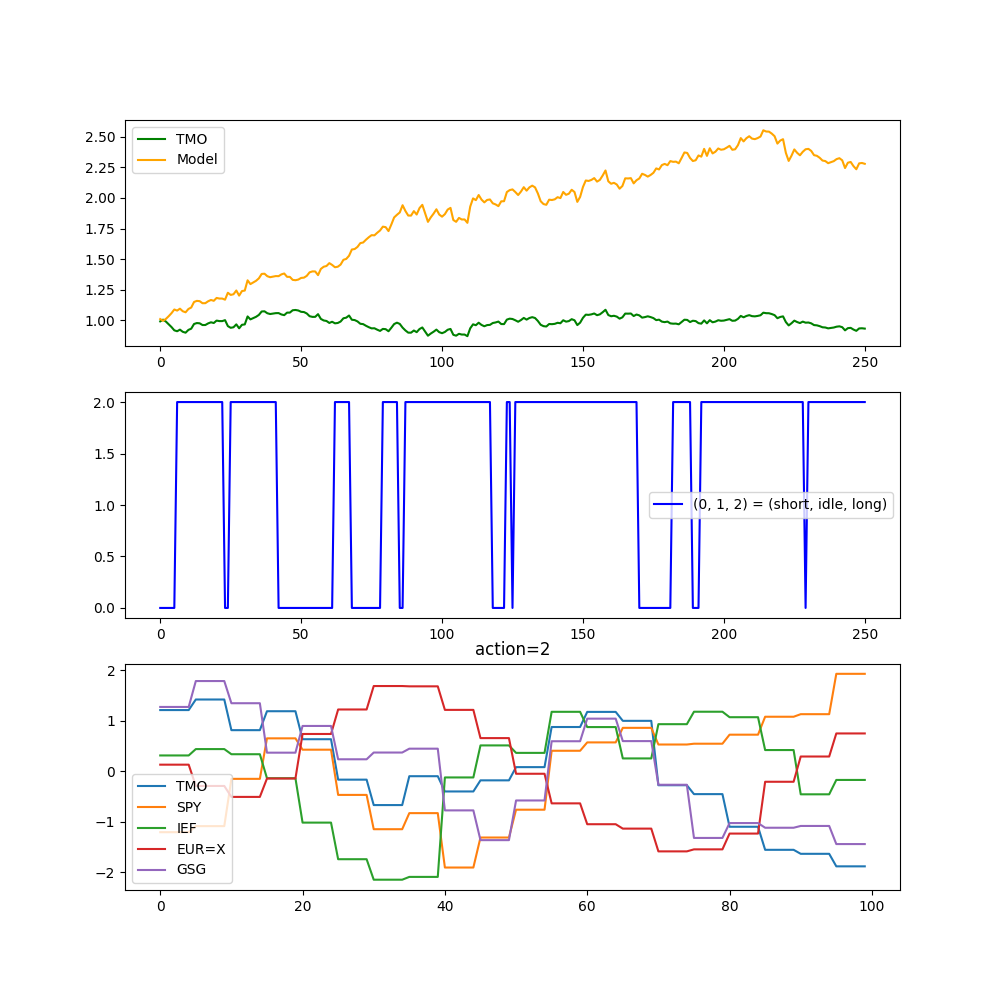 TMO
Model
2.50
2.25
2.00
1.75
1.50
1.25
1.00
0 50 100 150 200 250
2.0
1.5
1.0
0.5
0.0
(0, 1, 2) = (short, idle, long)
0 50 100 150 200 250
action=2
2
1
0
−1
−2
TMO
SPY
IEF
EUR=X
GSG
0 20 40 60 80 100